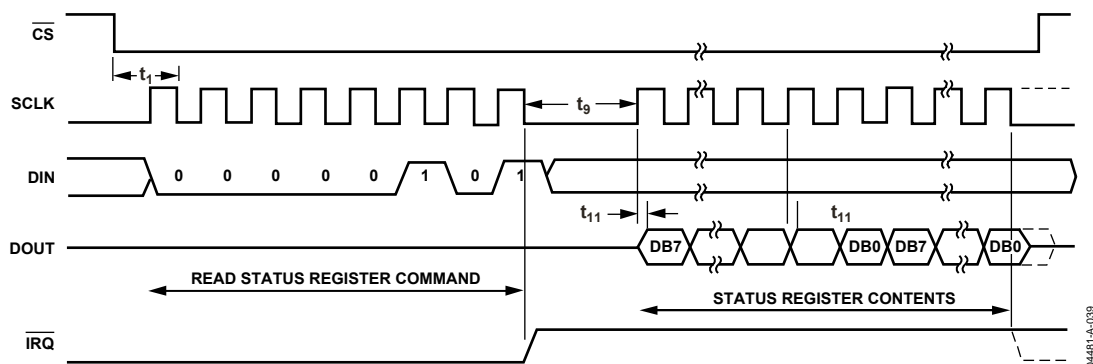 CS
t1
SCLK
t9
DIN
0 0 0 0 0 1 0 1
t11
t11
DOUT
DB7
DB0
DB7
DB0
READ STATUS REGISTER COMMAND
STATUS REGISTER CONTENTS
IRQ
04481-A-039